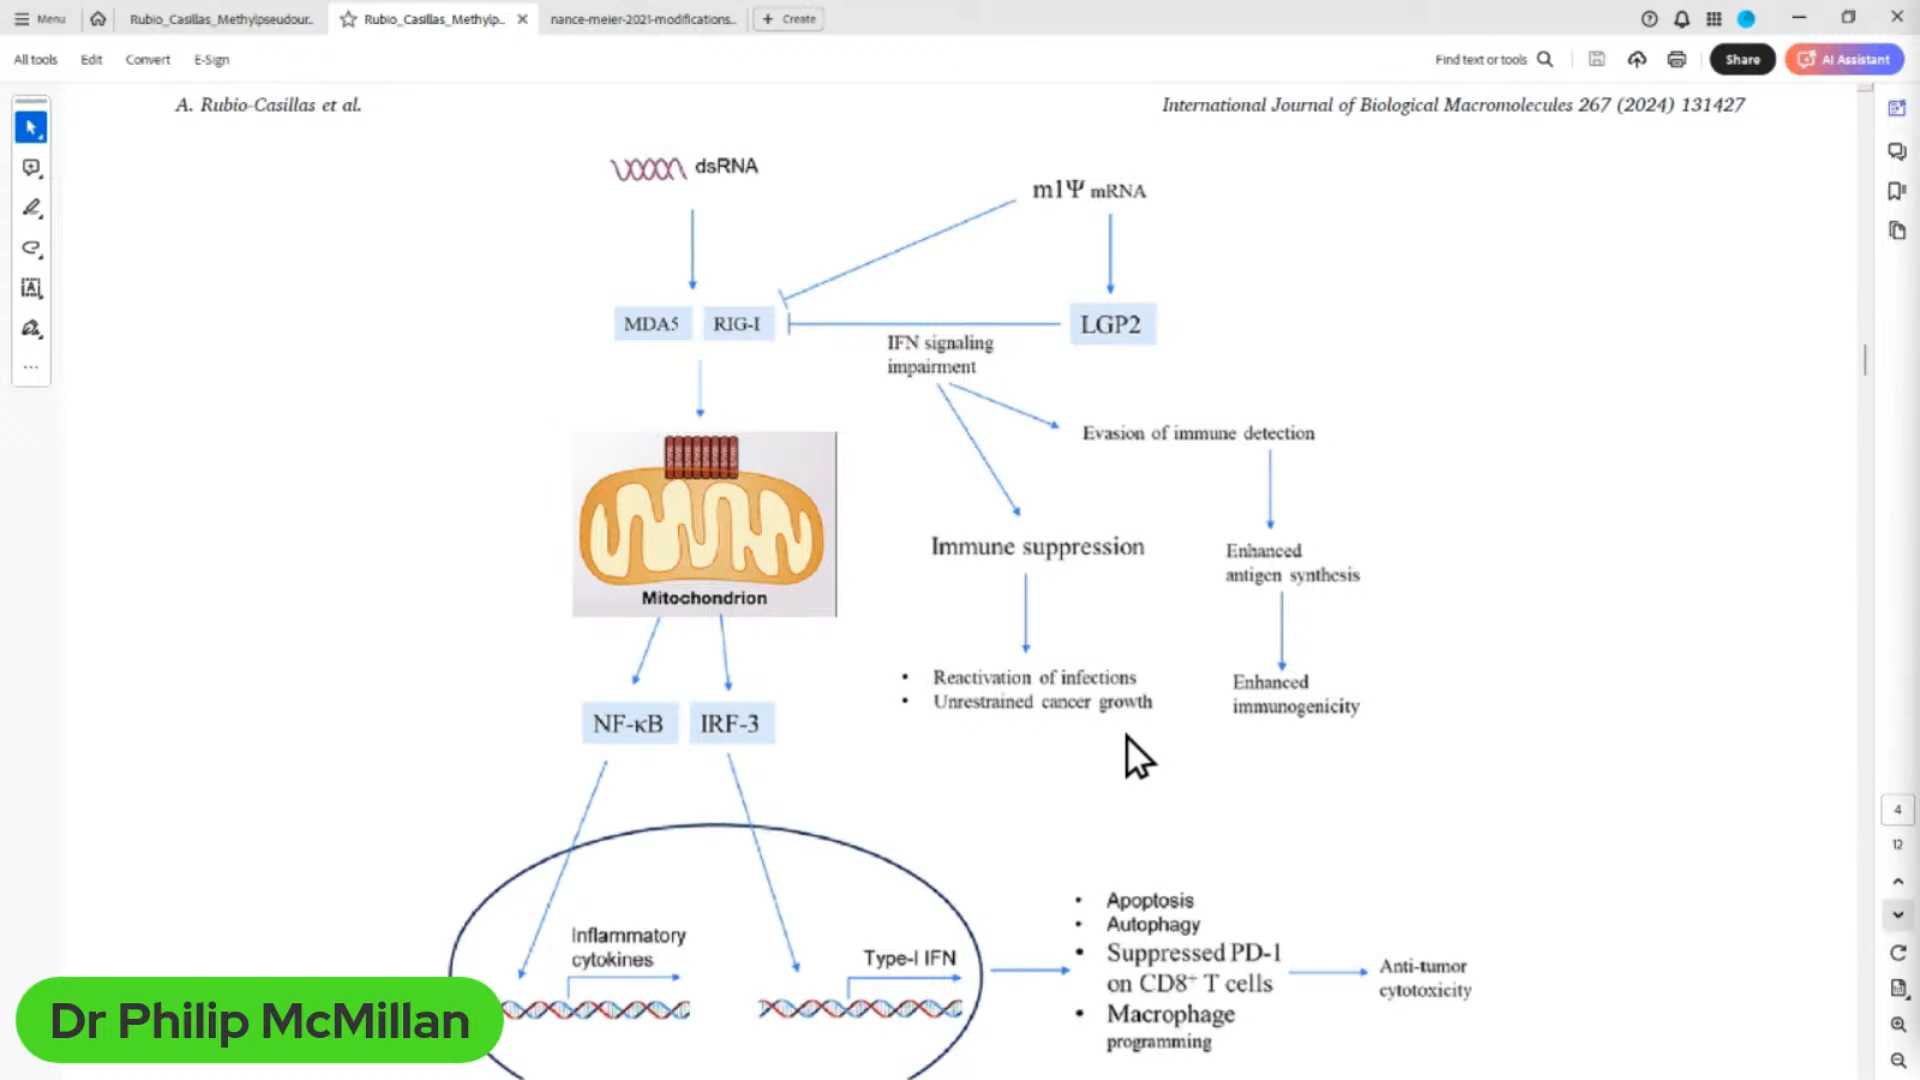 Menu
Rubio_Casillas_Methylpseudour..
Rubio_Casillas_Methylp..
nance-meier-2021-modifications..
+ Create
All tools
Edit
Convert
E-Sign
Find text or tools
Share
AI Assistant
A. Rubio-Casillas et al.
International Journal of Biological Macromolecules 267 (2024) 131427
dsRNA
m1Ψ mRNA
MDA5
RIG-I
LGP2
IFN signaling
impairment
Evasion of immune detection
Mitochondrion
Immune suppression
Enhanced
antigen synthesis
• Reactivation of infections
• Unrestrained cancer growth
Enhanced
immunogenicity
NF-κB
IRF-3
4
12
Inflammatory
cytokines
Type-I IFN
• Apoptosis
• Autophagy
• Suppressed PD-1
on CD8⁺ T cells
• Macrophage
programming
Anti-tumor
cytotoxicity
Dr Philip McMillan